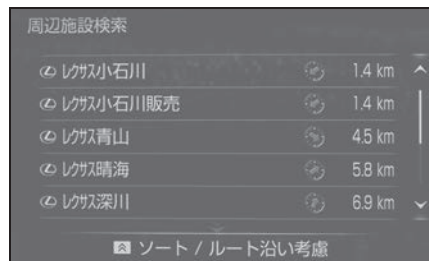 周辺施設検索
レクサス小石川 1.4 km
レクサス小石川販売 1.4 km
レクサス青山 4.5 km
レクサス晴海 5.8 km
レクサス深川 6.9 km
ソート / ルート沿い考慮